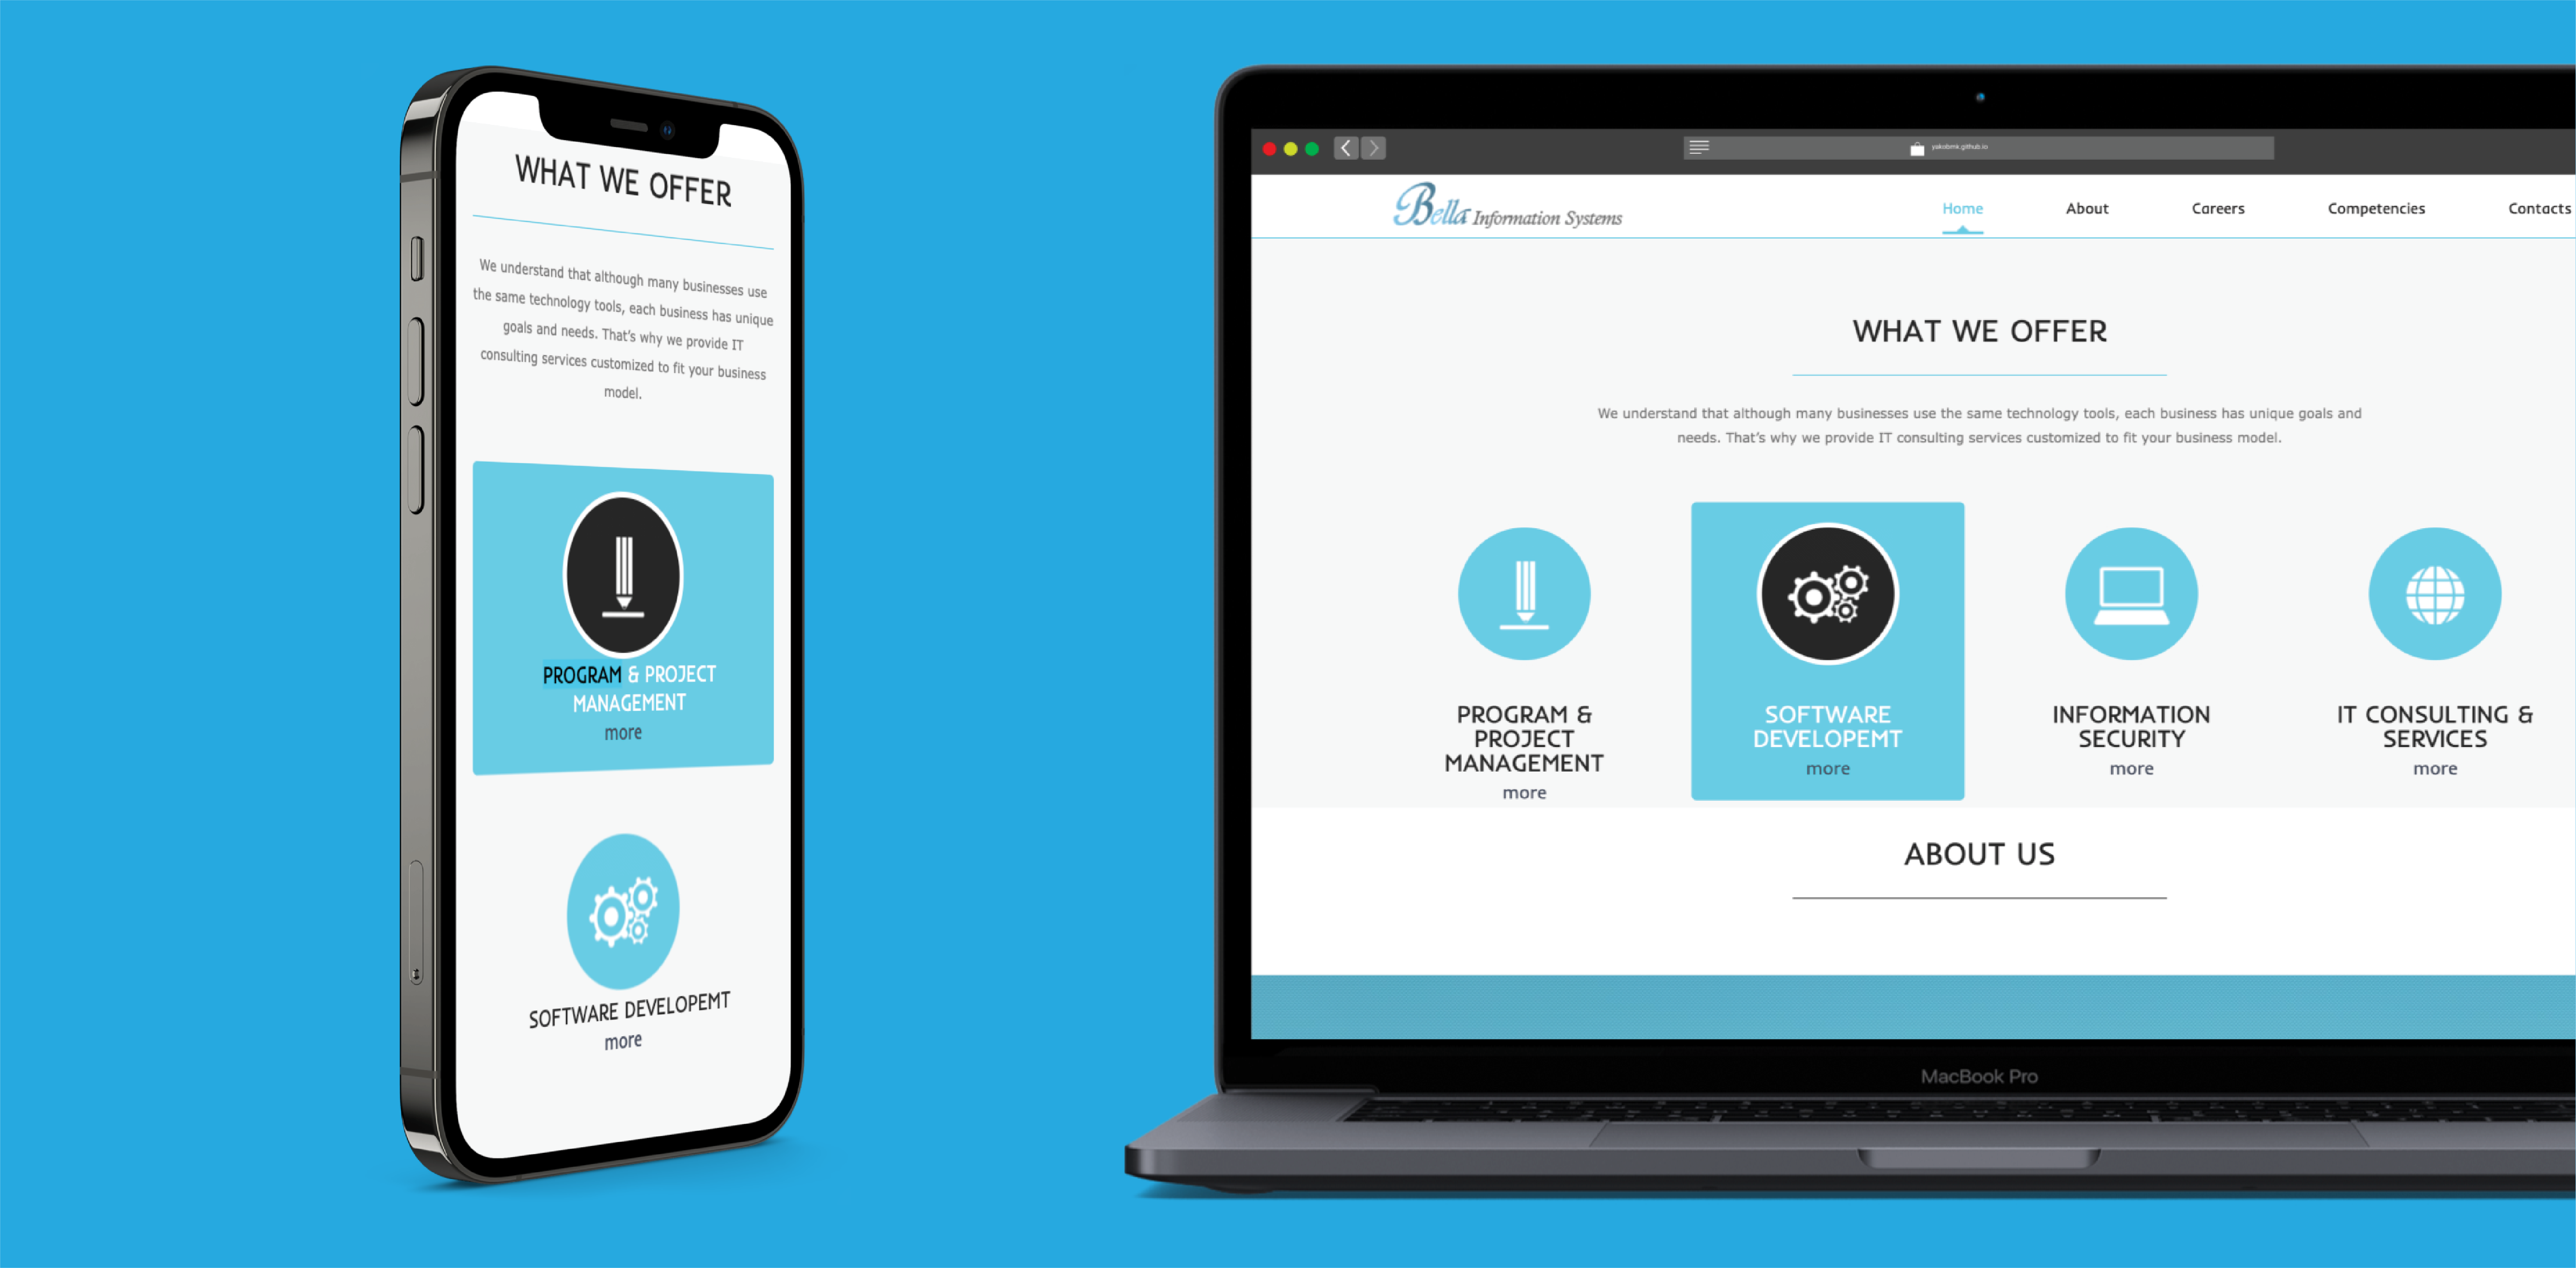 WHAT WE OFFER
We understand that although many businesses use
the same technology tools, each business has unique
goals and needs. That's why we provide IT
consulting services customized to fit your business
model.
PROGRAM & PROJECT
MANAGEMENT
more
SOFTWARE DEVELOPEMT
more
yakobmk.github.io
Bella Information Systems
Home About Careers Competencies Contacts
WHAT WE OFFER
We understand that although many businesses use the same technology tools, each business has unique goals and
needs. That's why we provide IT consulting services customized to fit your business model.
PROGRAM &
PROJECT
MANAGEMENT
more
SOFTWARE
DEVELOPEMT
more
INFORMATION
SECURITY
more
IT CONSULTING &
SERVICES
more
ABOUT US
MacBook Pro